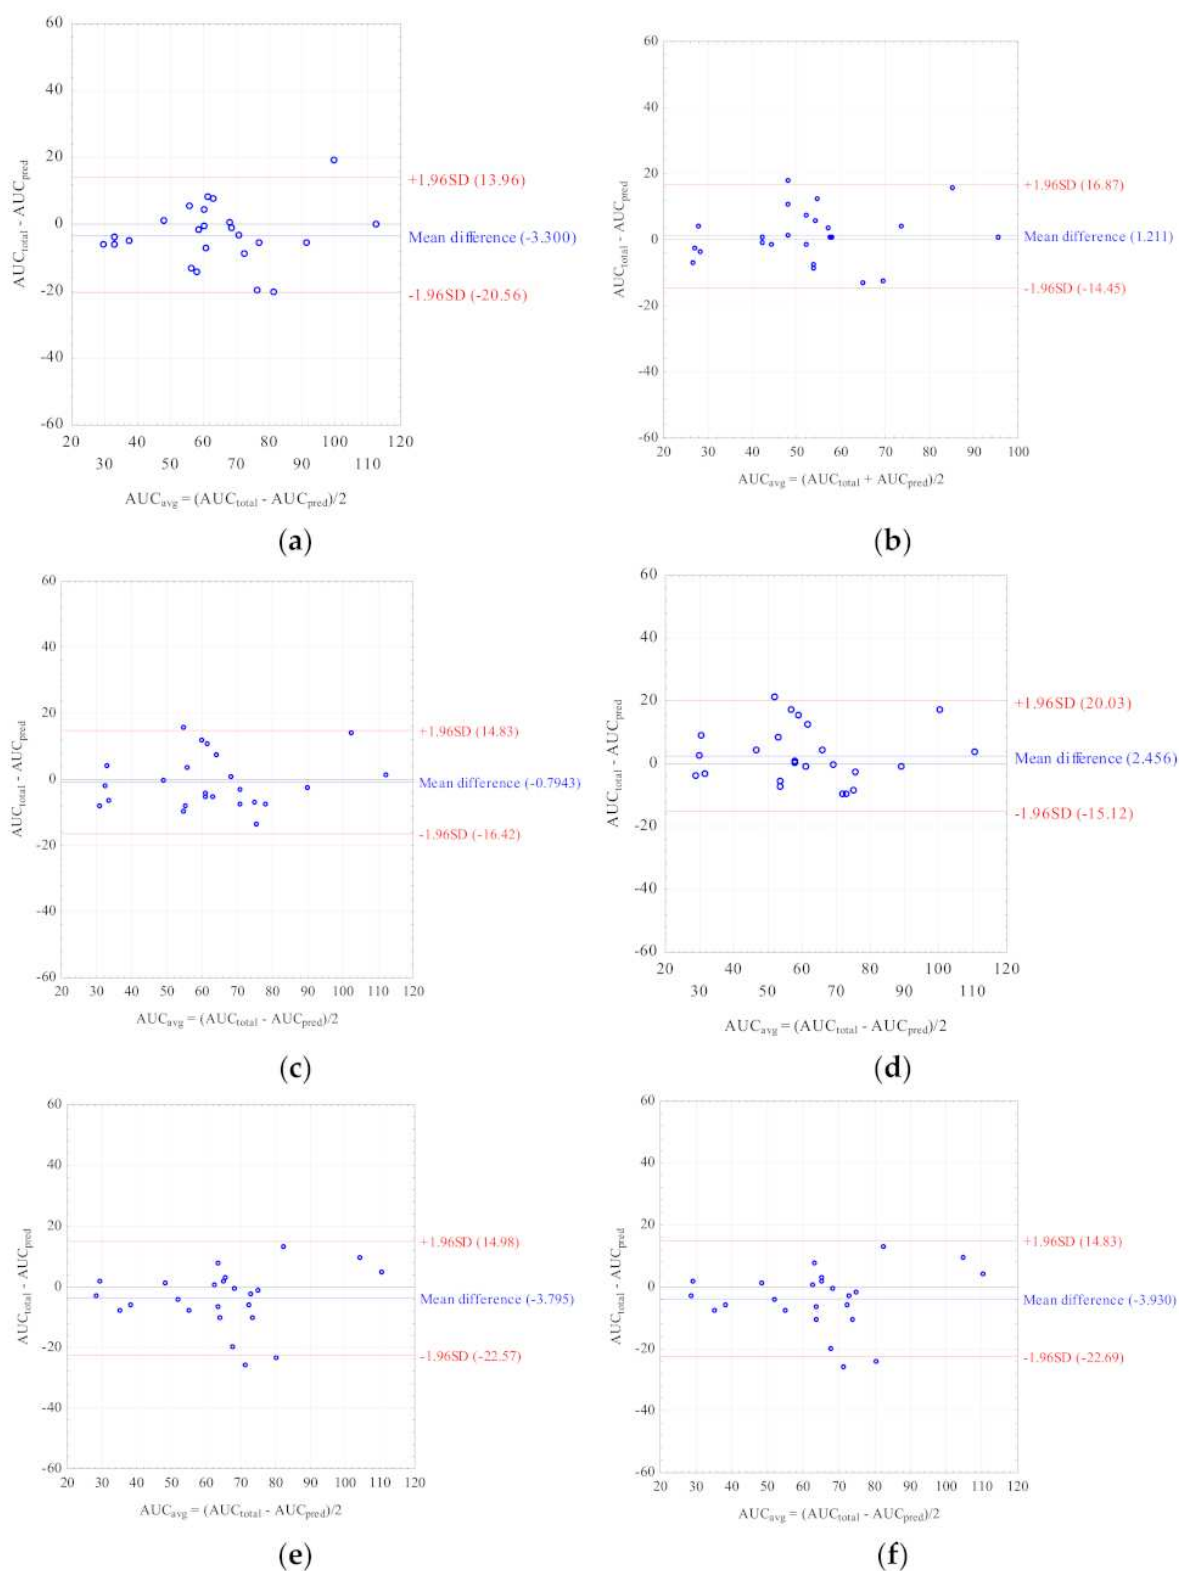 60
40
20
0
-20
-40
-60
AUCtotal - AUCpred
+1.96SD (13.96)
Mean difference (-3.300)
-1.96SD (-20.56)
20 40 60 80 100 120
30 50 70 90 110
AUCavg = (AUCtotal - AUCpred)/2
(a)
60
40
20
0
-20
-40
-60
AUCtotal - AUCpred
+1.96SD (16.87)
Mean difference (1.211)
-1.96SD (-14.45)
20 30 40 50 60 70 80 90 100
AUCavg = (AUCtotal + AUCpred)/2
(b)
60
40
20
0
-20
-40
-60
AUCtotal - AUCpred
+1.96SD (14.83)
Mean difference (-0.7943)
-1.96SD (-16.42)
20 30 40 50 60 70 80 90 100 110 120
AUCavg = (AUCtotal - AUCpred)/2
(c)
60
40
20
0
-20
-40
-60
AUCtotal - AUCpred
+1.96SD (20.03)
Mean difference (2.456)
-1.96SD (-15.12)
20 40 60 80 100 120
30 50 70 90 110
AUCavg = (AUCtotal - AUCpred)/2
(d)
60
40
20
0
-20
-40
-60
AUCtotal - AUCpred
+1.96SD (14.98)
Mean difference (-3.795)
-1.96SD (-22.57)
20 30 40 50 60 70 80 90 100 110 120
AUCavg = (AUCtotal - AUCpred)/2
(e)
60
40
20
0
-20
-40
-60
AUCtotal - AUCpred
+1.96SD (14.83)
Mean difference (-3.930)
-1.96SD (-22.69)
20 30 40 50 60 70 80 90 100 110 120
AUCavg = (AUCtotal - AUCpred)/2
(f)